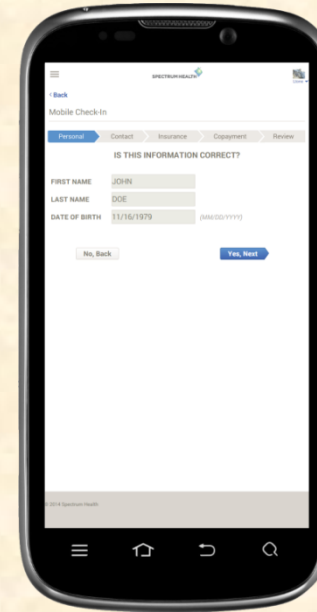 SPECTRUM HEALTH
‹ Back
Mobile Check-In
Personal Contact Insurance Copayment Review
IS THIS INFORMATION CORRECT?
FIRST NAME JOHN
LAST NAME DOE
DATE OF BIRTH 11/16/1979 (MM/DD/YYYY)
No, Back Yes, Next
© 2014 Spectrum Health